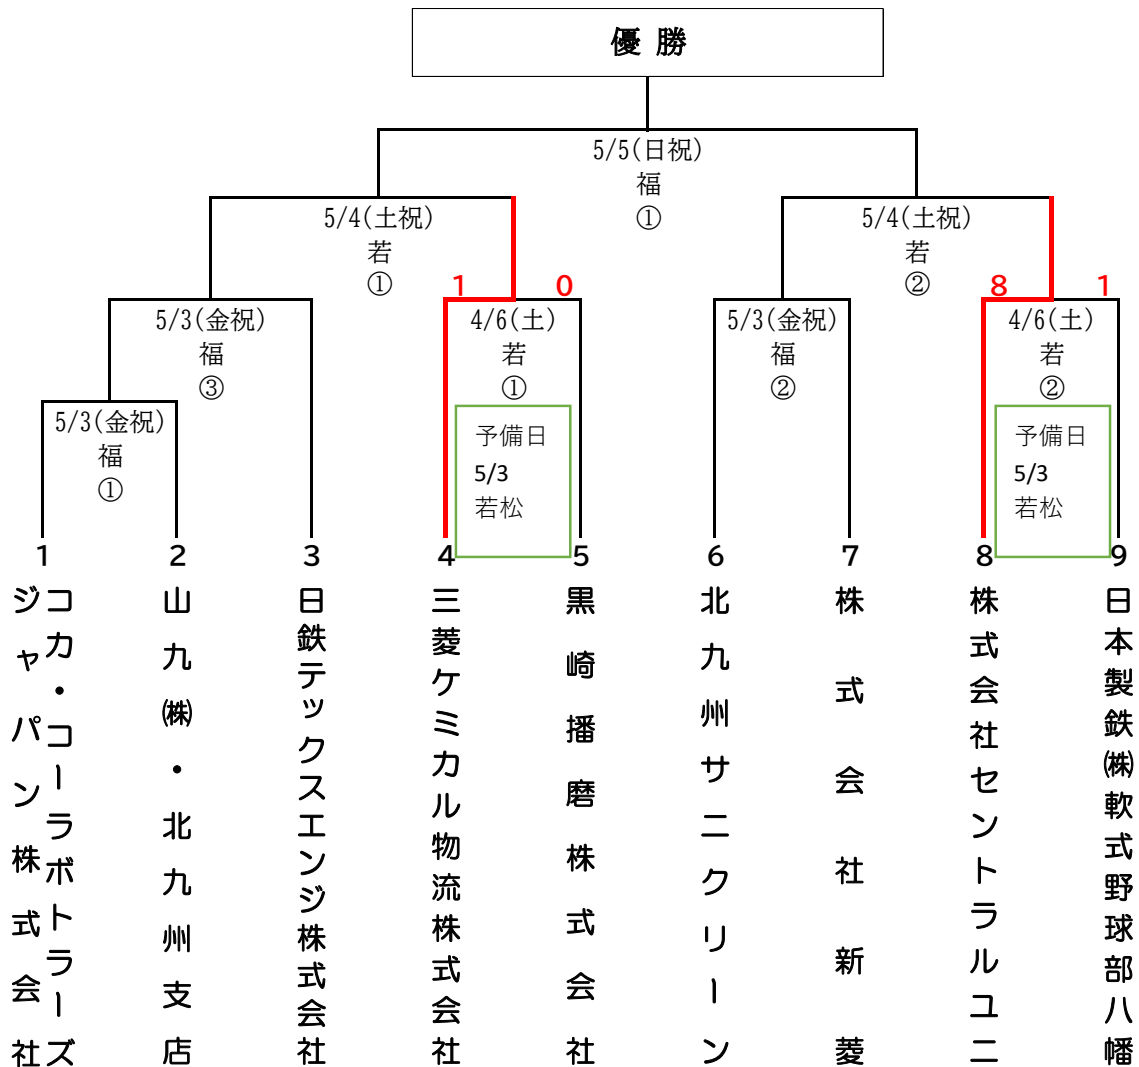 優 勝
5/5(日祝)
福
①
5/4(土祝)
若
①
5/4(土祝)
若
②
1
0
8
1
5/3(金祝)
福
③
4/6(土)
若
①
5/3(金祝)
福
②
4/6(土)
若
②
5/3(金祝)
福
①
予備日
5/3
若松
予備日
5/3
若松
1
2
3
4
5
6
7
8
9
コカ・コーラボトラーズ
ジャパン株式会社
山九㈱・北九州支店
日鉄テックスエンジ株式会社
三菱ケミカル物流株式会社
黒崎播磨株式会社
北九州サニクリーン
株式会社新菱
株式会社セントラルユニ
日本製鉄㈱軟式野球部八幡